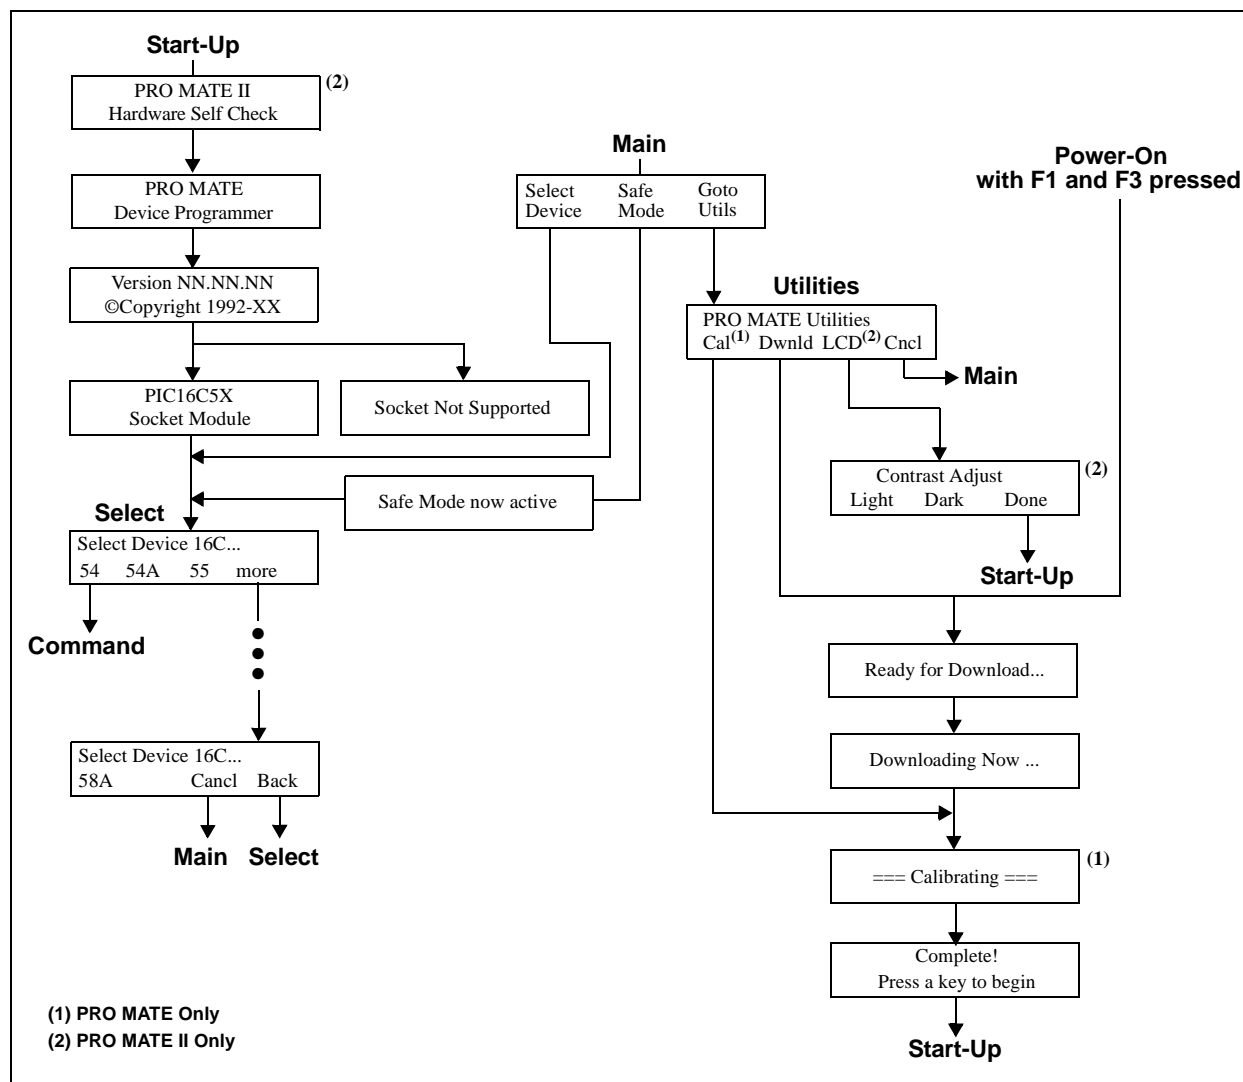 Start-Up
PRO MATE II
Hardware Self Check
(2)
PRO MATE
Device Programmer
Version NN.NN.NN
©Copyright 1992-XX
PIC16C5X
Socket Module
Socket Not Supported
Safe Mode now active
Select
Select Device 16C...
54 54A 55 more
Command
Select Device 16C...
58A Cancl Back
Main Select
Main
Select Safe Goto
Device Mode Utils
Utilities
PRO MATE Utilities
Cal(1) Dwnld LCD(2) Cncl
Main
Contrast Adjust
Light Dark Done
(2)
Start-Up
Power-On
with F1 and F3 pressed
Ready for Download...
Downloading Now ...
=== Calibrating ===
(1)
Complete!
Press a key to begin
Start-Up
(1) PRO MATE Only
(2) PRO MATE II Only